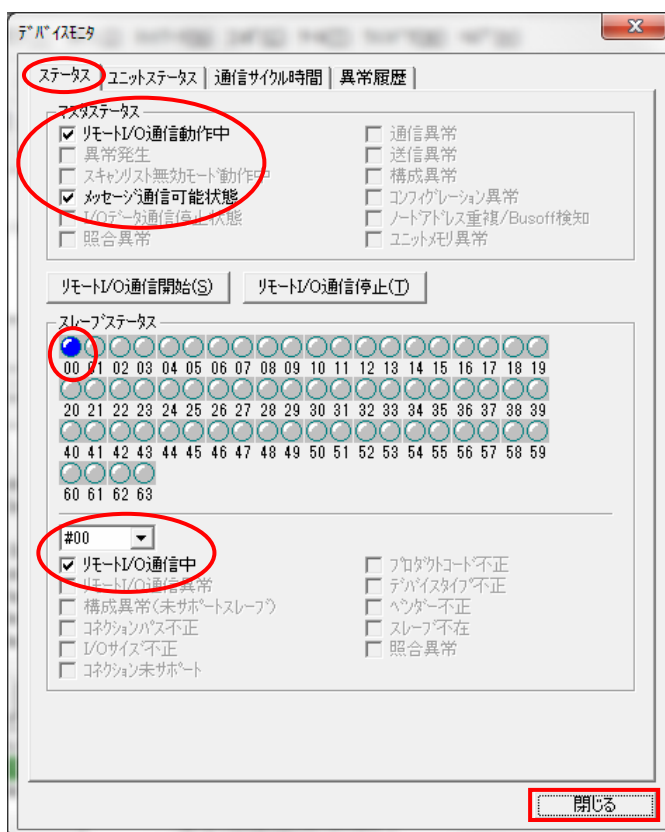 ﾃﾞﾊﾞｲｽﾓﾆﾀ
ｽﾃｰﾀｽ ﾕﾆｯﾄｽﾃｰﾀｽ 通信ｻｲｸﾙ時間 異常履歴
ﾏｽﾀｽﾃｰﾀｽ
ﾘﾓｰﾄI/O通信動作中 通信異常
異常発生 送信異常
ｽｷｬﾝﾘｽﾄ無効ﾓｰﾄﾞ動作中 構成異常
ﾒｯｾｰｼﾞ通信可能状態 ｺﾝﾌｨｸﾞﾚｰｼｮﾝ異常
I/Oﾃﾞｰﾀ通信停止状態 ﾉｰﾄﾞｱﾄﾞﾚｽ重複/Busoff検知
照合異常 ﾕﾆｯﾄﾒﾓﾘ異常
ﾘﾓｰﾄI/O通信開始(S) ﾘﾓｰﾄI/O通信停止(T)
ｽﾚｰﾌﾞｽﾃｰﾀｽ
00 01 02 03 04 05 06 07 08 09 10 11 12 13 14 15 16 17 18 19
20 21 22 23 24 25 26 27 28 29 30 31 32 33 34 35 36 37 38 39
40 41 42 43 44 45 46 47 48 49 50 51 52 53 54 55 56 57 58 59
60 61 62 63
#00
ﾘﾓｰﾄI/O通信中 ﾌﾟﾛﾀﾞｸﾄｺｰﾄﾞ不正
ﾘﾓｰﾄI/O通信異常 ﾃﾞﾊﾞｲｽﾀｲﾌﾟ不正
構成異常(未ｻﾎﾟｰﾄｽﾚｰﾌﾞ) ﾍﾞﾝﾀﾞｰ不正
ｺﾈｸｼｮﾝﾊﾟｽ不正 ｽﾚｰﾌﾞ不在
I/Oｻｲｽﾞ不正 照合異常
ｺﾈｸｼｮﾝ未ｻﾎﾟｰﾄ
閉じる